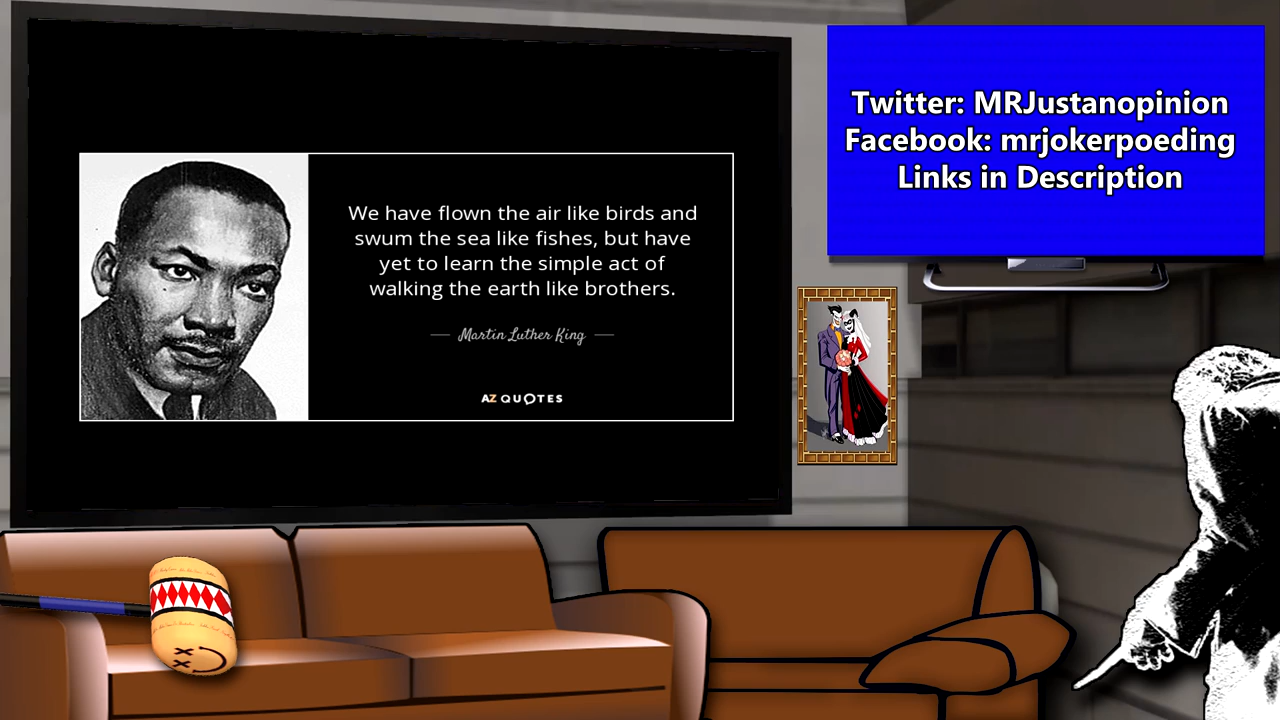 We have flown the air like birds and
swum the sea like fishes, but have
yet to learn the simple act of
walking the earth like brothers.
Martin Luther King
AZ QUOTES
Twitter: MRJustanopinion
Facebook: mrjokerpoeding
Links in Description